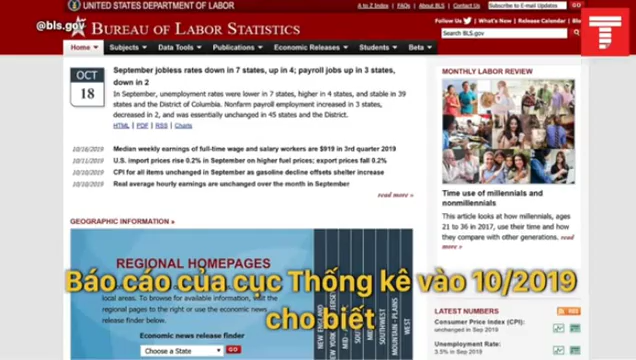 @bls.gov
UNITED STATES DEPARTMENT OF LABOR
A to Z Index | FAQs | About BLS | Contact Us
Subscribe to E-mail Updates GO
BUREAU OF LABOR STATISTICS
Follow Us | What's New | Release Calendar | Blog
Search BLS.gov
Home Subjects Data Tools Publications Economic Releases Students Beta
OCT
18
September jobless rates down in 7 states, up in 4; payroll jobs up in 3 states,
down in 2
In September, unemployment rates were lower in 7 states, higher in 4 states, and stable in 39
states and the District of Columbia. Nonfarm payroll employment increased in 3 states,
decreased in 2, and was essentially unchanged in 45 states and the District.
HTML | PDF | RSS | Charts
10/16/2019 Median weekly earnings of full-time wage and salary workers are $919 in 3rd quarter 2019
10/11/2019 U.S. import prices rise 0.2% in September on higher fuel prices; export prices fall 0.2%
10/10/2019 CPI for all items unchanged in September as gasoline decline offsets shelter increase
10/10/2019 Real average hourly earnings are unchanged over the month in September
read more »
MONTHLY LABOR REVIEW
Time use of millennials and
nonmillennials
This article looks at how millennials, ages
21 to 36 in 2017, use their time and how
they compare with other generations. read
more »
GEOGRAPHIC INFORMATION »
REGIONAL HOMEPAGES
Báo cáo của cục Thống kê vào 10/2019
cho biết
local areas. To browse for available information, visit the
regional pages to the right or use the economic news
release finder below.
Economic news release finder
Choose a State GO
NEW ENGLAND
MOUNTAIN - PLAINS
WEST
LATEST NUMBERS
RSS
Consumer Price Index (CPI):
unchanged in Sep 2019
Unemployment Rate:
3.5% in Sep 2019